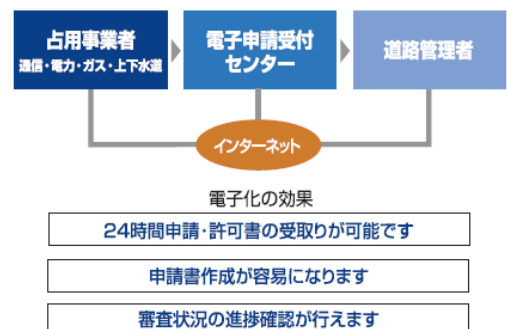 占用事業者
通信・電力・ガス・上下水道
電子申請受付
センター
道路管理者
インターネット
電子化の効果
24時間申請・許可書の受取りが可能です
申請書作成が容易になります
審査状況の進捗確認が行えます